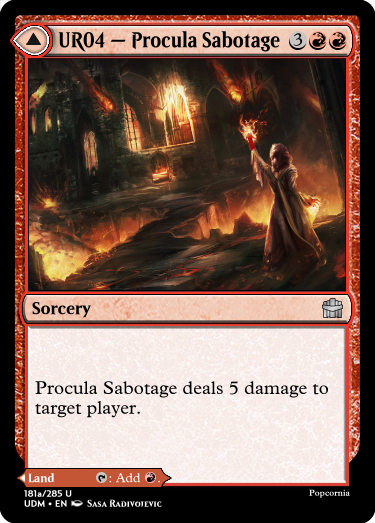 UR04 — Procula Sabotage 3
Sorcery
Procula Sabotage deals 5 damage to
target player.
Land : Add .
181a/285 U Popcornia
UDM • EN Sasa Radivojevic